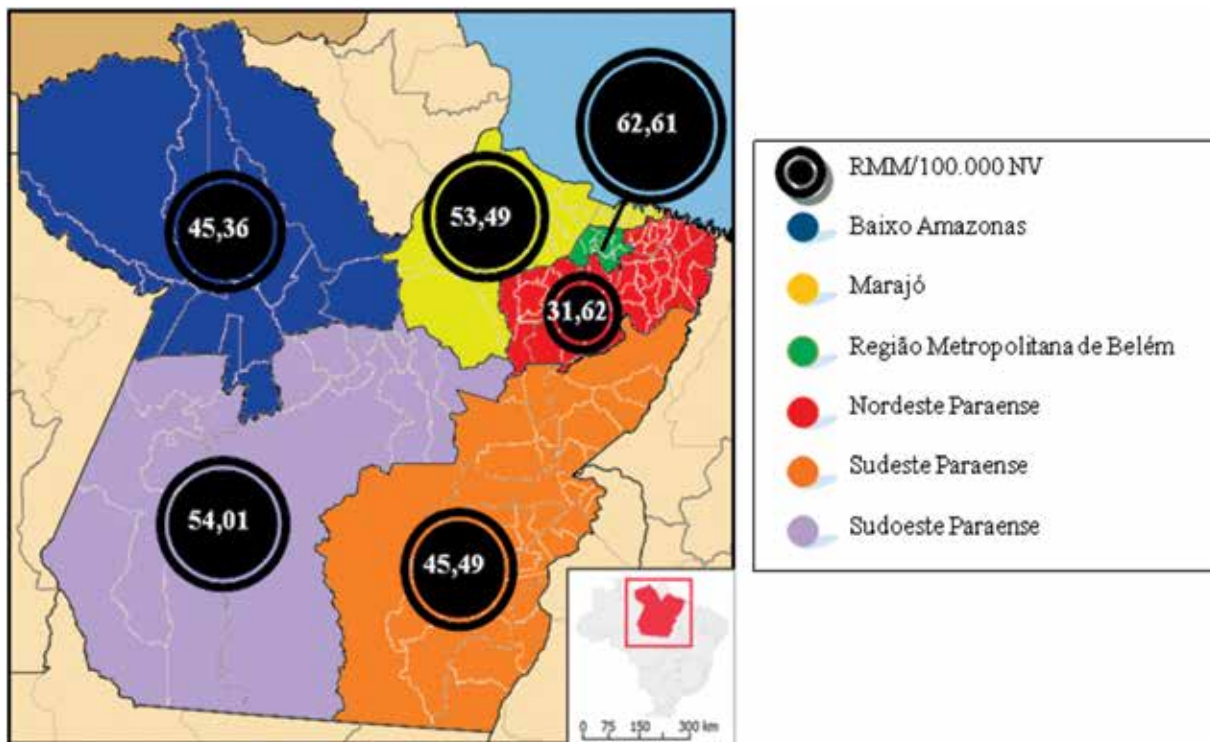 62,61
45,36
53,49
31,62
54,01
45,49
0 75 150 300 km
RMM/100.000 NV
Baixo Amazonas
Marajó
Região Metropolitana de Belém
Nordeste Paraense
Sudeste Paraense
Sudoeste Paraense